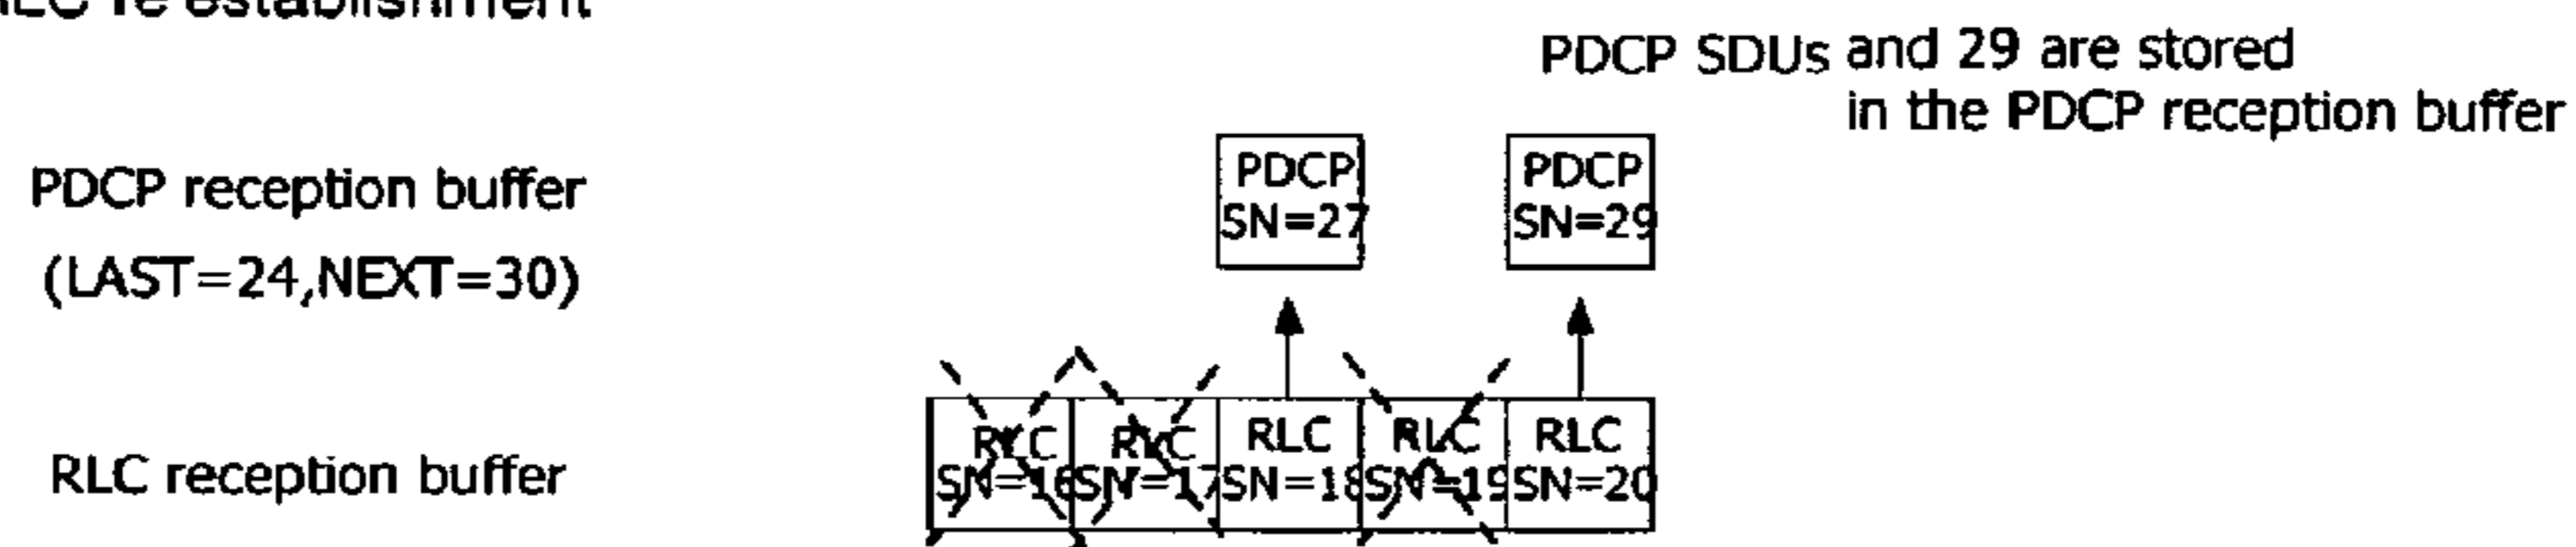 re establishment
PDCP SDUs and 29 are stored
in the PDCP reception buffer
PDCP reception buffer
(LAST=24,NEXT=30)
PDCP
SN=27
PDCP
SN=29
RLC reception buffer
RLC
SN=16
RLC
SN=17
RLC
SN=18
RLC
SN=19
RLC
SN=20